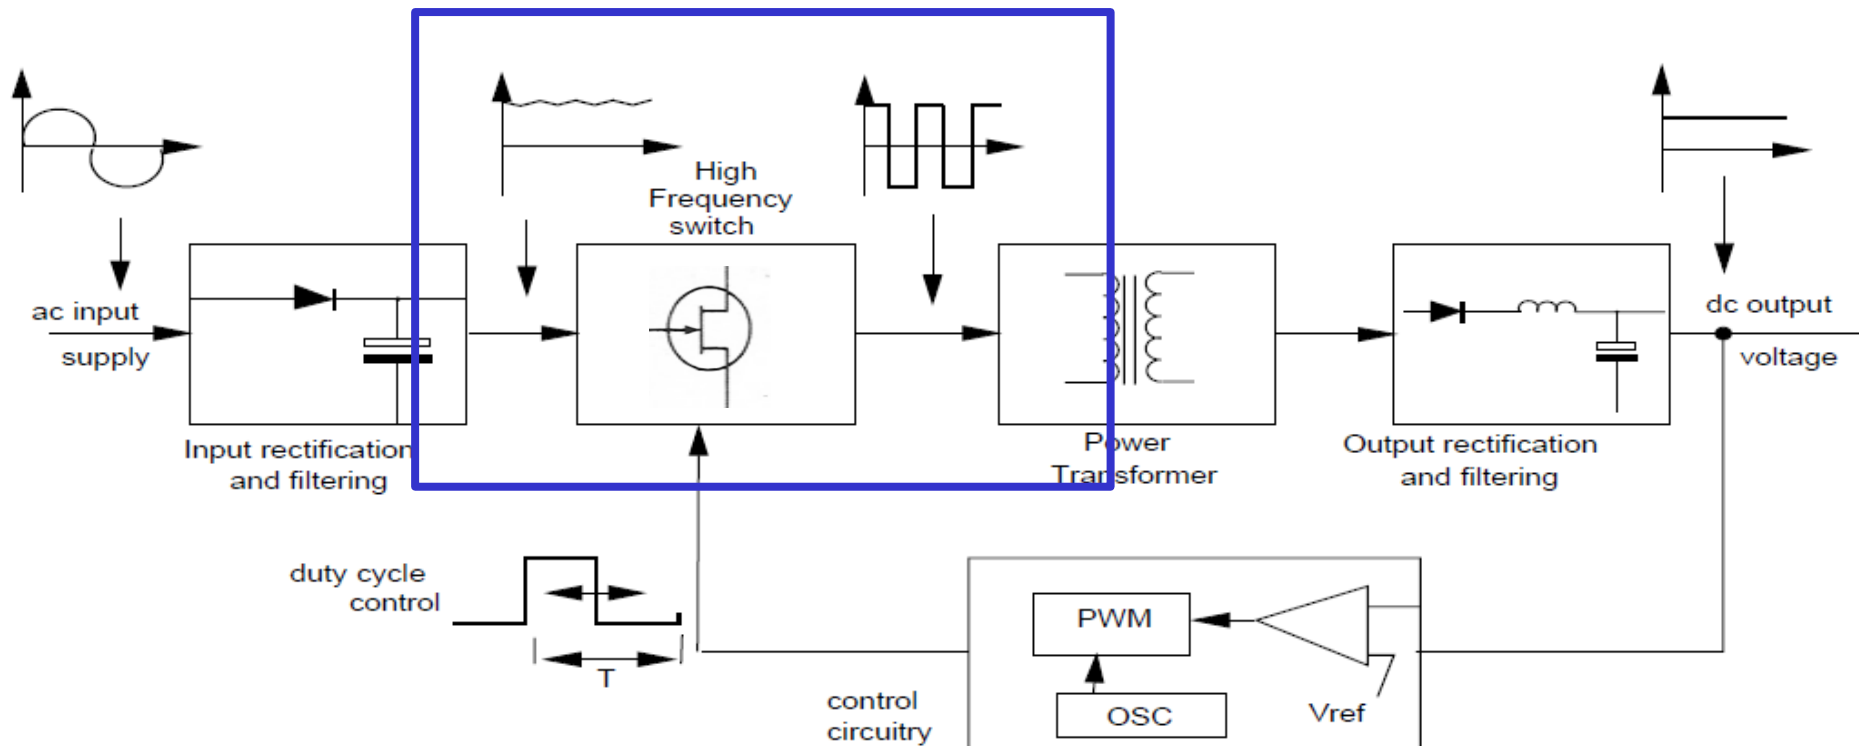 High
Frequency
switch
ac input
supply
dc output
voltage
Input rectification
and filtering
Power
Transformer
Output rectification
and filtering
duty cycle
control
T
PWM
OSC
Vref
control
circuitry